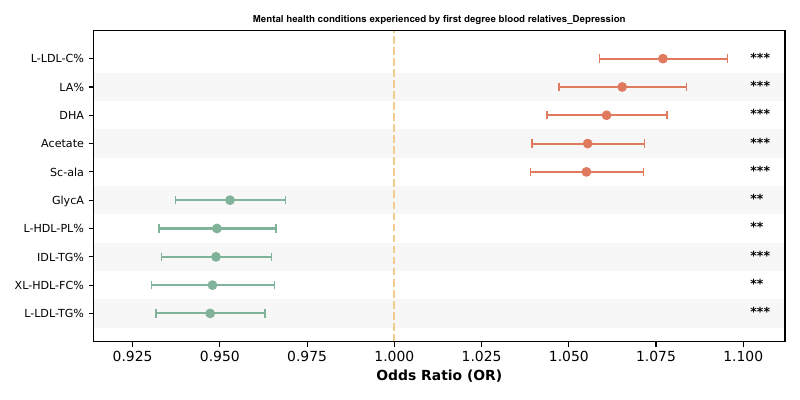 Mental health conditions experienced by first degree blood relatives_Depression
L-LDL-C% ***
LA% ***
DHA ***
Acetate ***
Sc-ala ***
GlycA **
L-HDL-PL% **
IDL-TG% ***
XL-HDL-FC% **
L-LDL-TG% ***
0.925 0.950 0.975 1.000 1.025 1.050 1.075 1.100
Odds Ratio (OR)